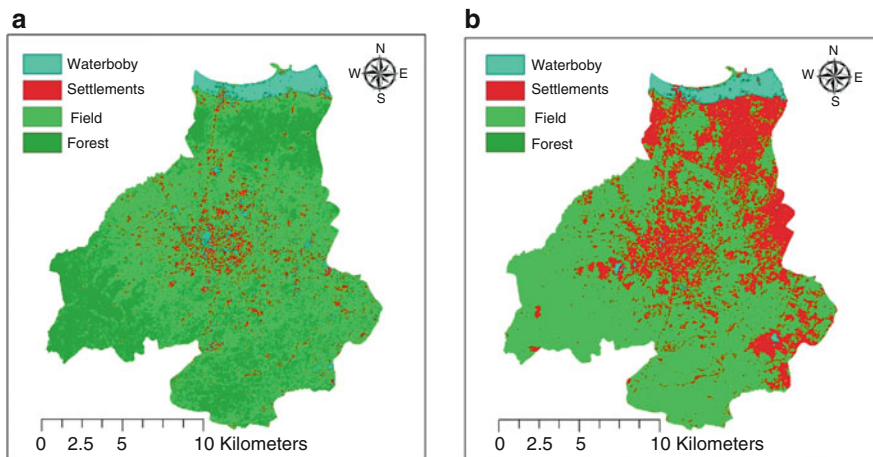 a
Waterboby
Settlements
Field
Forest
N
W E
S
0 2.5 5 10 Kilometers
b
Waterboby
Settlements
Field
Forest
N
W E
S
0 2.5 5 10 Kilometers